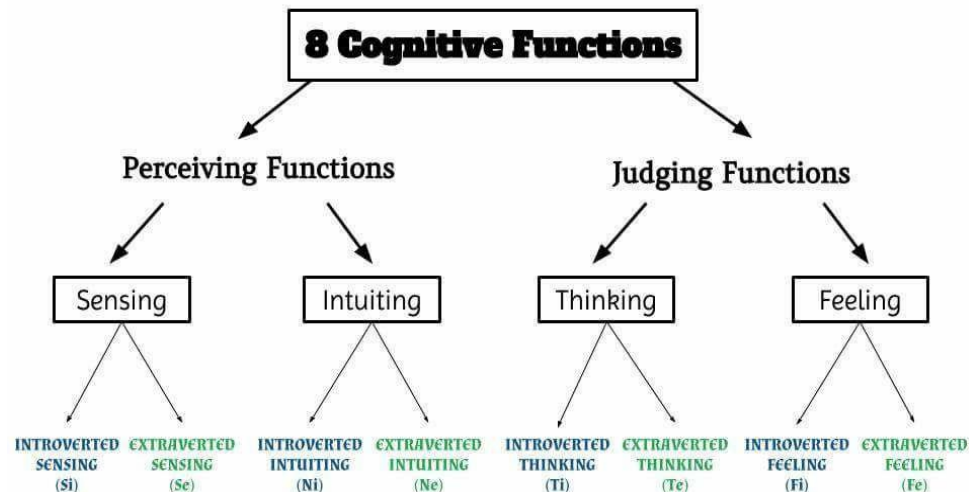 8 Cognitive Functions
Perceiving Functions
Judging Functions
Sensing
Intuiting
Thinking
Feeling
INTROVERTED
SENSING
(Si)
EXTRAVERTED
SENSING
(Se)
INTROVERTED
INTUITING
(Ni)
EXTRAVERTED
INTUITING
(Ne)
INTROVERTED
THINKING
(Ti)
EXTRAVERTED
THINKING
(Te)
INTROVERTED
FEELING
(Fi)
EXTRAVERTED
FEELING
(Fe)